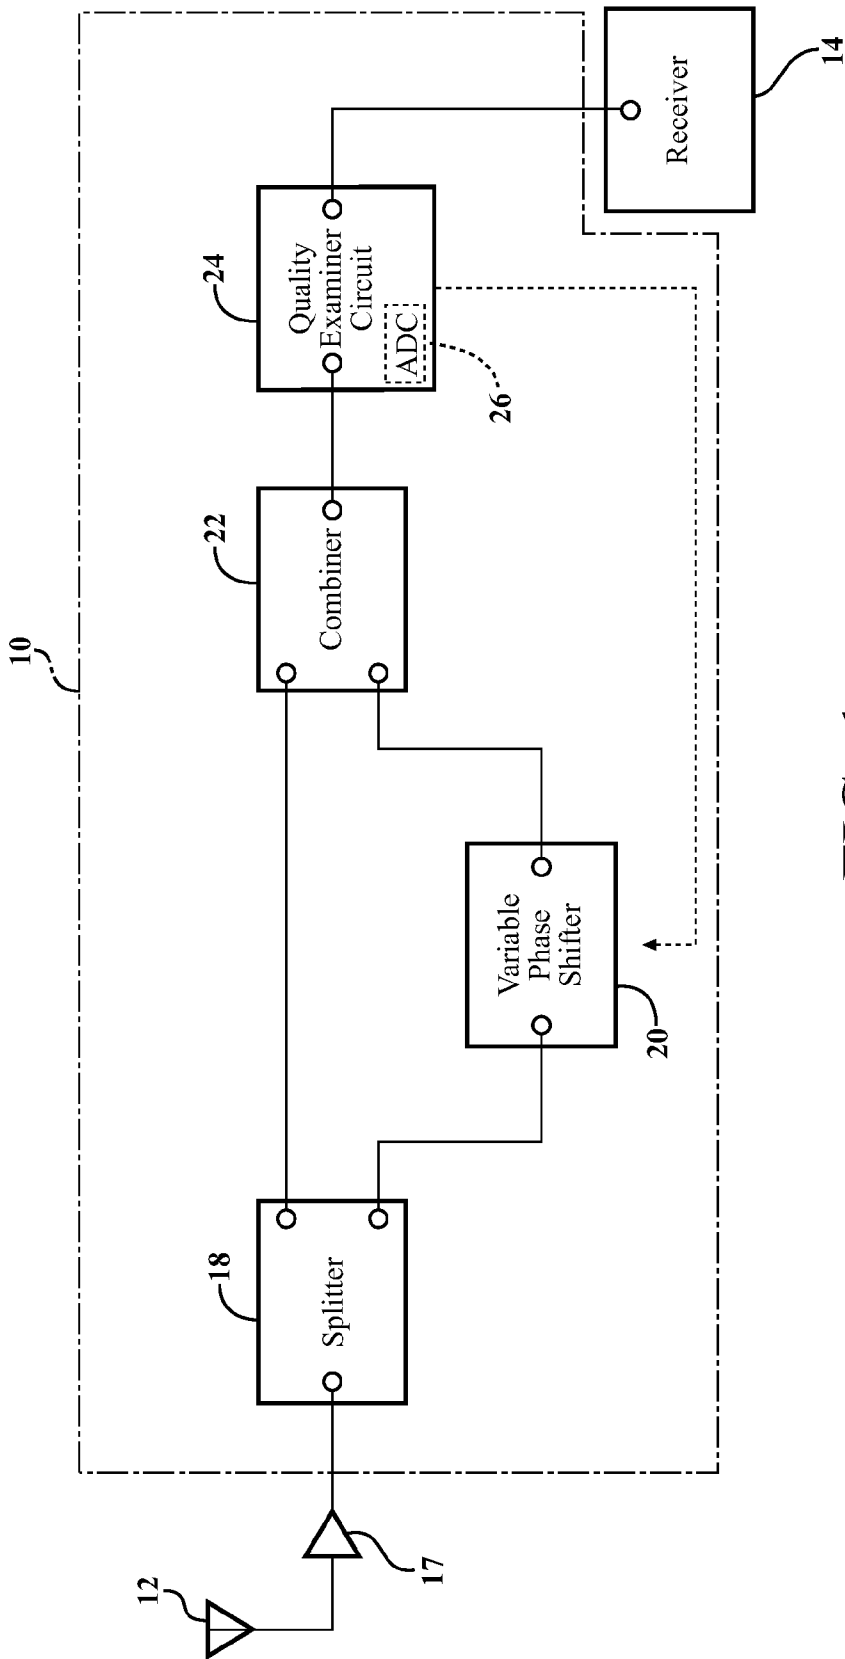 10
12
17
18
Splitter
20
Variable
Phase
Shifter
22
Combiner
24
Quality
Examiner
Circuit
ADC
26
14
Receiver